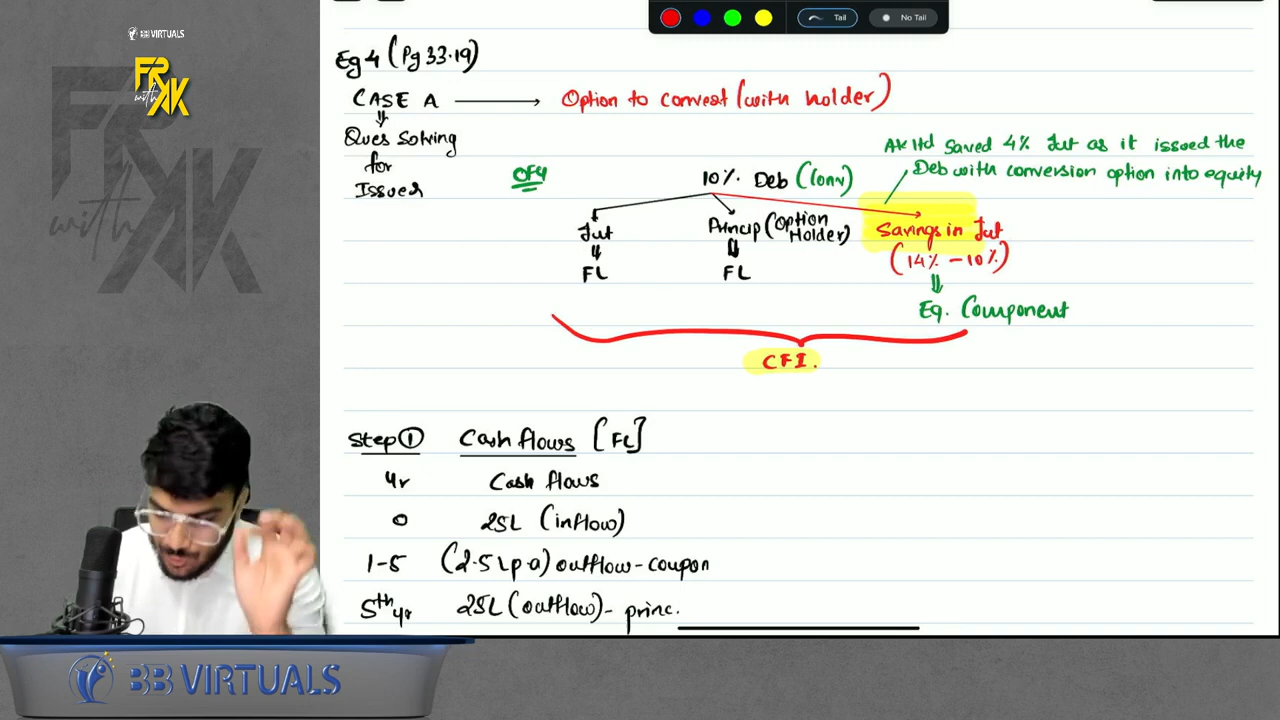 BB VIRTUALS
FR
with
AK
FR
with
AK
Tail
No Tail
Eg 4 (Pg 33.19)
CASE A → Option to convert (with holder)
Ques Solving
for
Issuer
AK ltd Saved 4% Int as it issued the
Deb with conversion option into equity
10% Deb (Conv)
Int
Princip (Option
Holder)
Savings in Int
(14% - 10%)
FL
FL
Eq. Component
CFI.
Step ① Cash flows [FL]
Yr Cash flows
0 25L (inflow)
1-5 (2.5L p.a) outflow-coupon
5th yr 25L (outflow) - princ.
BB VIRTUALS